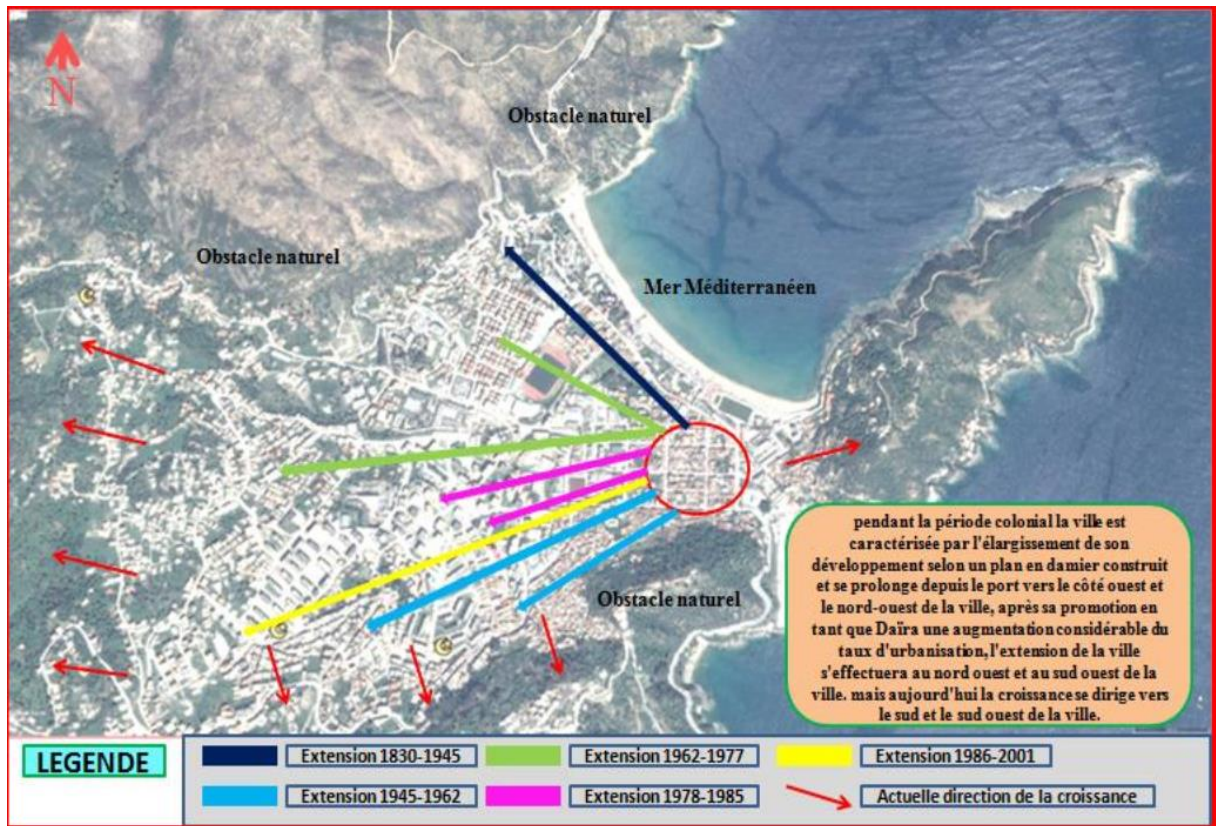 N
Obstacle naturel
Obstacle naturel
Mer Méditerranéen
Obstacle naturel
pendant la période colonial la ville est
caractérisée par l'élargissement de son
développement selon un plan en damier construit
et se prolonge depuis le port vers le côté ouest et
le nord-ouest de la ville, après sa promotion en
tant que Daïra une augmentation considérable du
taux d'urbanisation, l'extension de la ville
s'effectuera au nord ouest et au sud ouest de la
ville. mais aujourd'hui la croissance se dirige vers
le sud et le sud ouest de la ville.
LEGENDE
Extension 1830-1945
Extension 1962-1977
Extension 1986-2001
Extension 1945-1962
Extension 1978-1985
Actuelle direction de la croissance